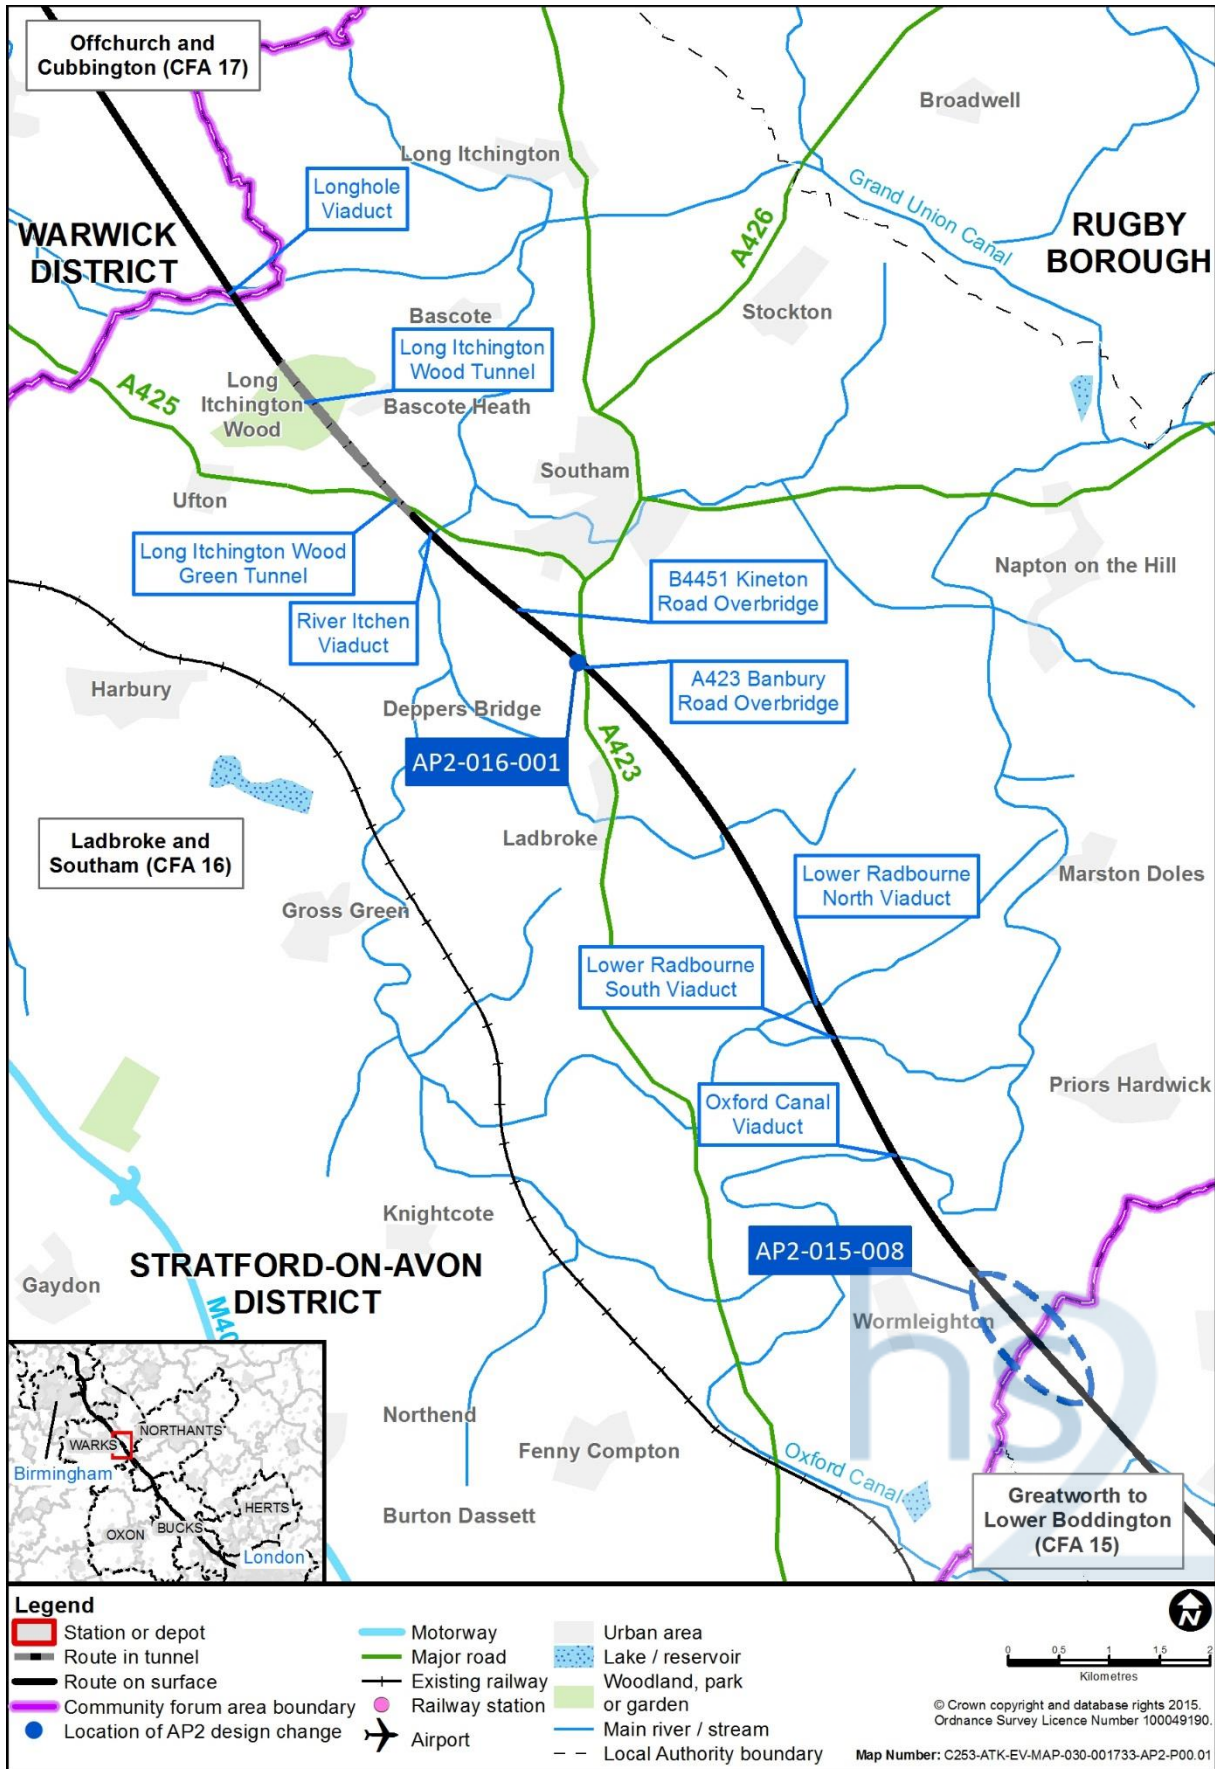 Offchurch and
Cubbington (CFA 17)
Broadwell
Long Itchington
Longhole
Viaduct
Grand Union Canal
WARWICK
DISTRICT
RUGBY
BOROUGH
A426
Stockton
Bascote
Long Itchington
Wood Tunnel
A425
Long
Itchington
Wood
Bascote Heath
Southam
Ufton
Long Itchington Wood
Green Tunnel
B4451 Kineton
Road Overbridge
Napton on the Hill
River Itchen
Viaduct
Harbury
A423 Banbury
Road Overbridge
Deppers Bridge
AP2-016-001
A423
Ladbroke and
Southam (CFA 16)
Ladbroke
Lower Radbourne
North Viaduct
Marston Doles
Gross Green
Lower Radbourne
South Viaduct
Priors Hardwick
Oxford Canal
Viaduct
Knightcote
AP2-015-008
STRATFORD-ON-AVON
DISTRICT
Gaydon
M40
Wormleighton
hs2
Northend
Fenny Compton
Oxford Canal
Burton Dassett
Greatworth to
Lower Boddington
(CFA 15)
NORTHANTS
WARKS
Birmingham
HERTS
BUCKS
OXON
London
Legend
Station or depot
Route in tunnel
Route on surface
Community forum area boundary
Location of AP2 design change
Motorway
Major road
Existing railway
Railway station
Airport
Urban area
Lake / reservoir
Woodland, park
or garden
Main river / stream
Local Authority boundary
N
0 0.5 1 1.5 2
Kilometres
© Crown copyright and database rights 2015.
Ordnance Survey Licence Number 100049190.
Map Number: C253-ATK-EV-MAP-030-001733-AP2-P00.01